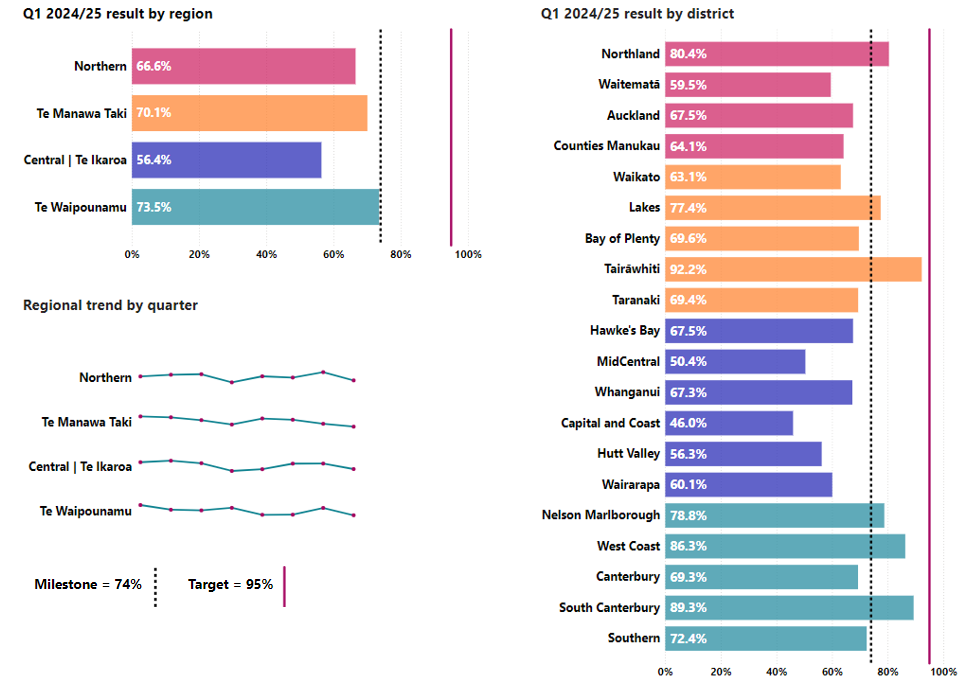 Q1 2024/25 result by region
Northern 66.6%
Te Manawa Taki 70.1%
Central | Te Ikaroa 56.4%
Te Waipounamu 73.5%
0% 20% 40% 60% 80% 100%
Regional trend by quarter
Northern
Te Manawa Taki
Central | Te Ikaroa
Te Waipounamu
Milestone = 74% Target = 95%
Q1 2024/25 result by district
Northland 80.4%
Waitematā 59.5%
Auckland 67.5%
Counties Manukau 64.1%
Waikato 63.1%
Lakes 77.4%
Bay of Plenty 69.6%
Tairāwhiti 92.2%
Taranaki 69.4%
Hawke's Bay 67.5%
MidCentral 50.4%
Whanganui 67.3%
Capital and Coast 46.0%
Hutt Valley 56.3%
Wairarapa 60.1%
Nelson Marlborough 78.8%
West Coast 86.3%
Canterbury 69.3%
South Canterbury 89.3%
Southern 72.4%
0% 20% 40% 60% 80% 100%